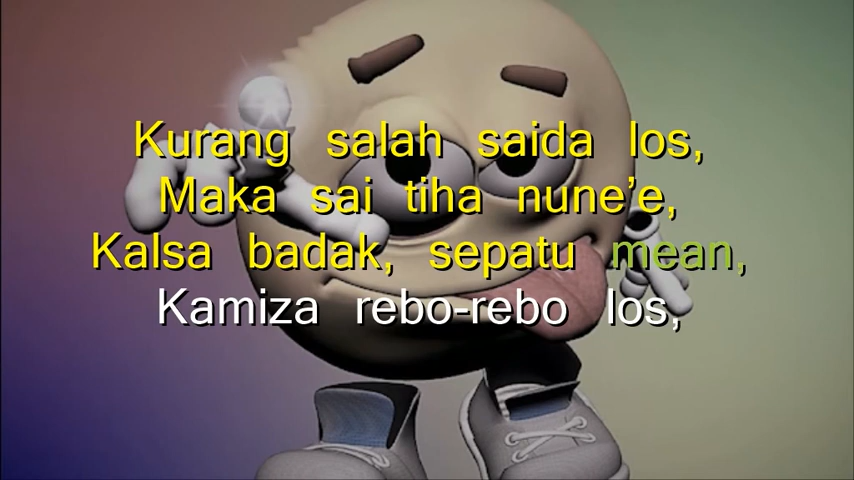 Kurang salah saida los,
Maka sai tiha nune’e,
Kalsa badak, sepatu mean,
Kamiza rebo-rebo los,